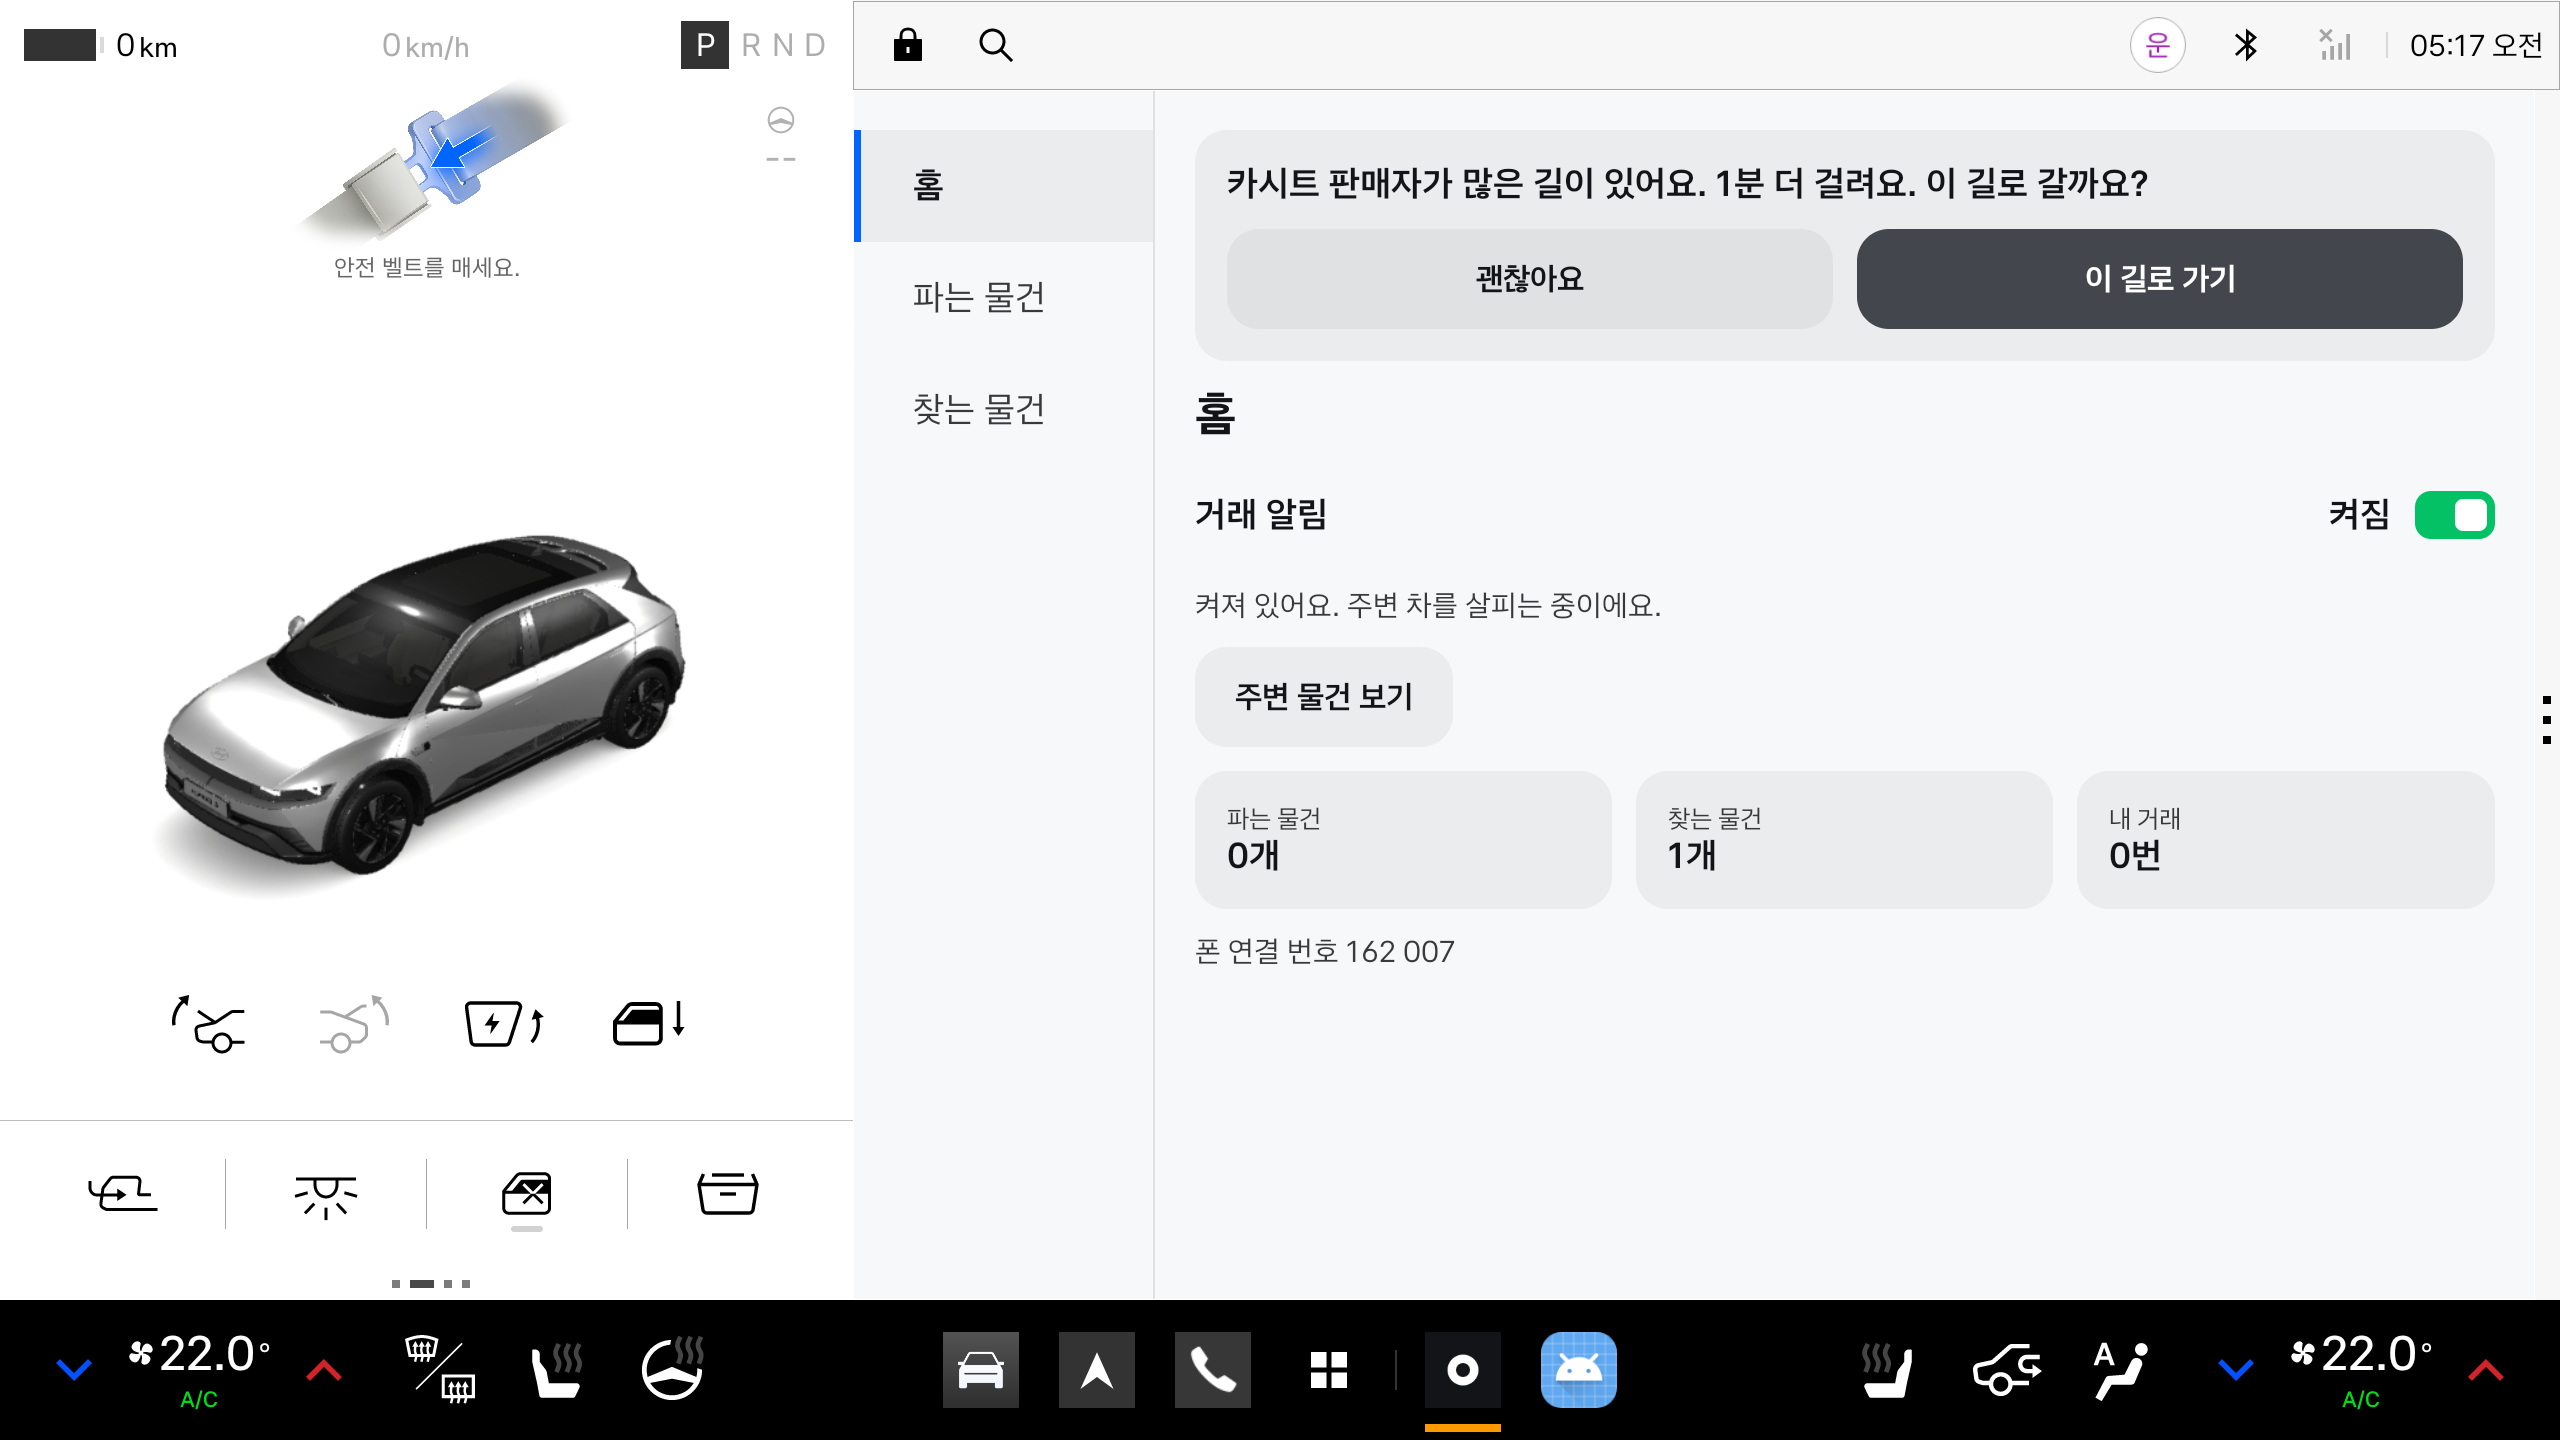 0 km
0 km/h
P R N D
운
05:17 오전
안전 벨트를 매세요.
홈
파는 물건
찾는 물건
카시트 판매자가 많은 길이 있어요. 1분 더 걸려요. 이 길로 갈까요?
괜찮아요
이 길로 가기
홈
거래 알림
켜짐
켜져 있어요. 주변 차를 살피는 중이에요.
주변 물건 보기
파는 물건
0개
찾는 물건
1개
내 거래
0번
폰 연결 번호 162 007
22.0°
A/C
A
22.0°
A/C